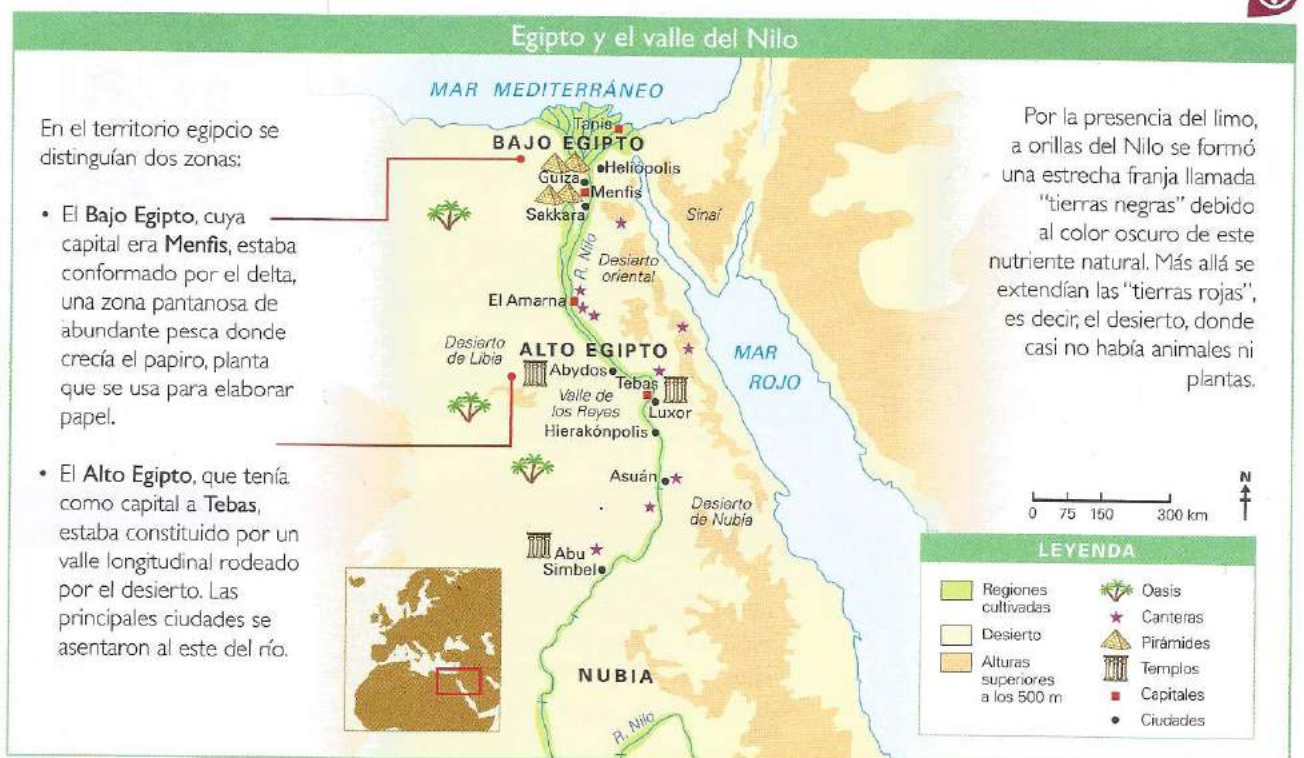 Egipto y el valle del Nilo
En el territorio egipcio se
distinguían dos zonas:
• El Bajo Egipto, cuya
capital era Menfis, estaba
conformado por el delta,
una zona pantanosa de
abundante pesca donde
crecía el papiro, planta
que se usa para elaborar
papel.
• El Alto Egipto, que tenía
como capital a Tebas,
estaba constituido por un
valle longitudinal rodeado
por el desierto. Las
principales ciudades se
asentaron al este del río.
MAR MEDITERRÁNEO
Tanis
BAJO EGIPTO
Heliópolis
Guiza
Menfis
Sakkara
Sinaí
R. Nilo
Desierto
oriental
El Amarna
Desierto
de Libia
ALTO EGIPTO
Abydos
Tebas
Valle de
los Reyes
Luxor
Hierakónpolis
MAR
ROJO
Asuán
Desierto
de Nubia
Abu
Simbel
NUBIA
R. Nilo
Por la presencia del limo,
a orillas del Nilo se formó
una estrecha franja llamada
"tierras negras" debido
al color oscuro de este
nutriente natural. Más allá se
extendían las "tierras rojas",
es decir, el desierto, donde
casi no había animales ni
plantas.
N
0 75 150 300 km
LEYENDA
Regiones
cultivadas
Desierto
Alturas
superiores
a los 500 m
Oasis
Canteras
Pirámides
Templos
Capitales
Ciudades